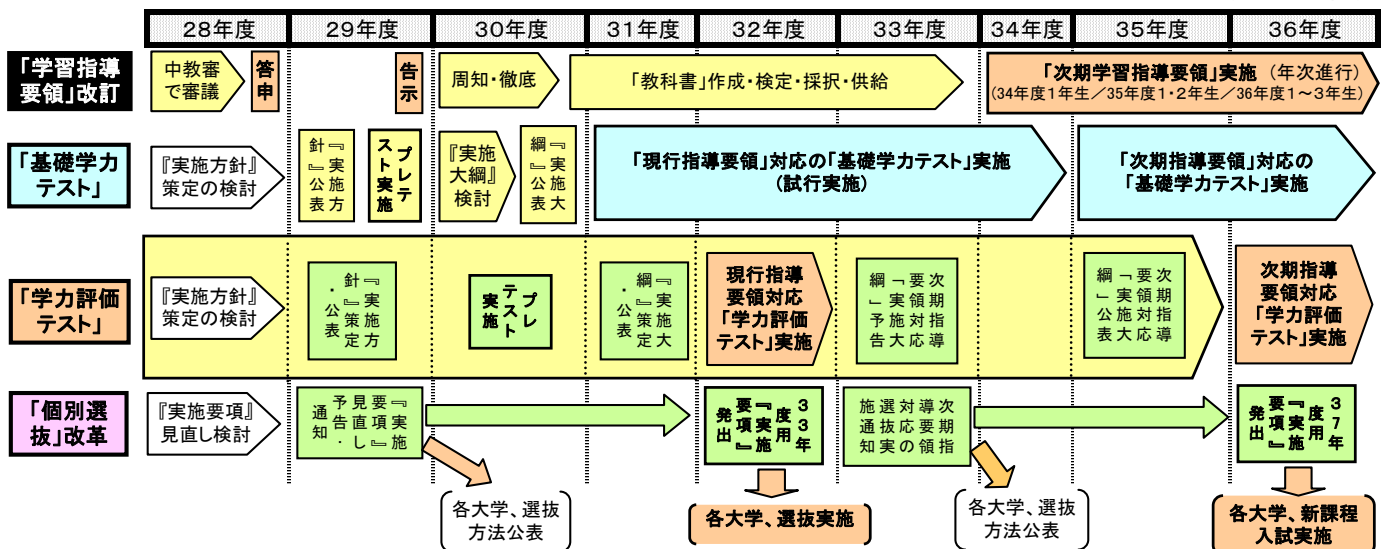 28年度
29年度
30年度
31年度
32年度
33年度
34年度
35年度
36年度
「学習指導
要領」改訂
中教審
で審議
答申
告示
周知・徹底
「教科書」作成・検定・採択・供給
「次期学習指導要領」実施 (年次進行)
(34年度1年生/35年度1・2年生/36年度1～3年生)
「基礎学力
テスト」
『実施方針』
策定の検討
『実施方
針』公表
プレテ
スト実施
『実施
大綱』
検討
『実施大
綱』公表
「現行指導要領」対応の「基礎学力テスト」実施
(試行実施)
「次期指導要領」対応の
「基礎学力テスト」実施
「学力評価
テスト」
『実施方針』
策定の検討
『実施方
針』策定
・公表
プレ
テスト
実施
『実施大
綱』策定
・公表
現行指導
要領対応
「学力評価
テスト」実施
次期指導
要領対応
「実施大
綱」予告
次期指導
要領対応
「実施大
綱」公表
次期指導
要領対応
「学力評価
テスト」実施
「個別選
抜」改革
『実施要項』
見直し検討
『実施
要項』
見直し
予告・
通知
33年
度用
『実施
要項』
発出
次期指
導要領
対応の
選抜実
施通知
37年
度用
『実施
要項』
発出
各大学、選抜
方法公表
各大学、選抜実施
各大学、選抜
方法公表
各大学、新課程
入試実施